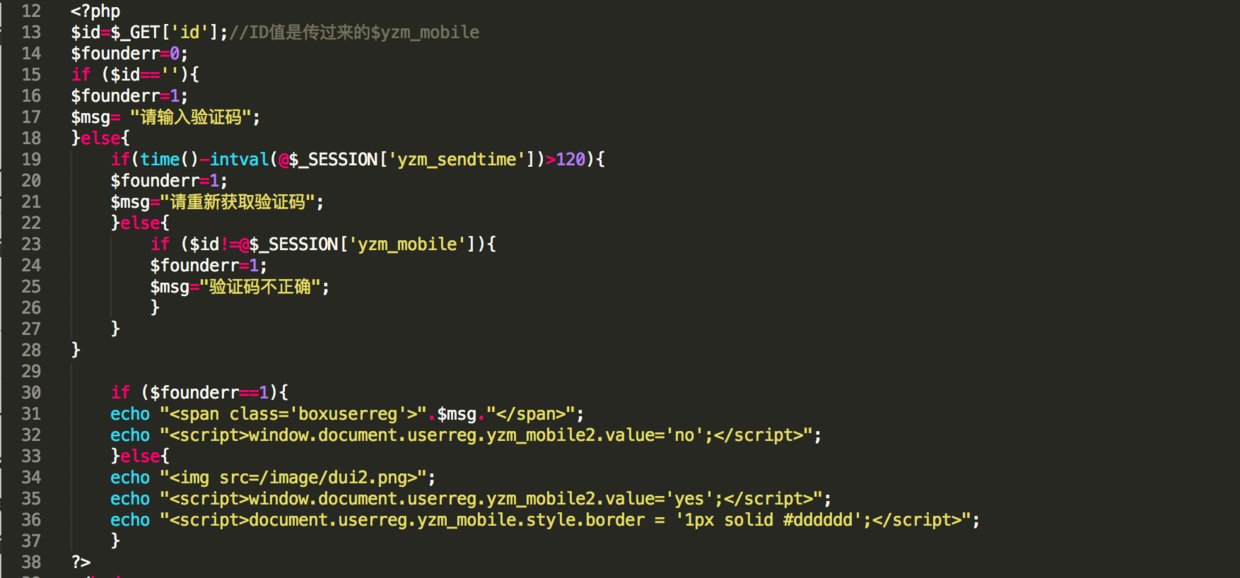 12 <?php
13 $id=$_GET['id'];//ID值是传过来的$yzm_mobile
14 $founderr=0;
15 if ($id==''){
16 $founderr=1;
17 $msg= "请输入验证码";
18 }else{
19     if(time()-intval(@$_SESSION['yzm_sendtime'])>120){
20     $founderr=1;
21     $msg="请重新获取验证码";
22     }else{
23         if ($id!=@$_SESSION['yzm_mobile']){
24         $founderr=1;
25         $msg="验证码不正确";
26         }
27     }
28 }
29
30     if ($founderr==1){
31     echo "<span class='boxuserreg'>".$msg."</span>";
32     echo "<script>window.document.userreg.yzm_mobile2.value='no';</script>";
33     }else{
34     echo "<img src=/image/dui2.png>";
35     echo "<script>window.document.userreg.yzm_mobile2.value='yes';</script>";
36     echo "<script>document.userreg.yzm_mobile.style.border = '1px solid #dddddd';</script>";
37     }
38 ?>